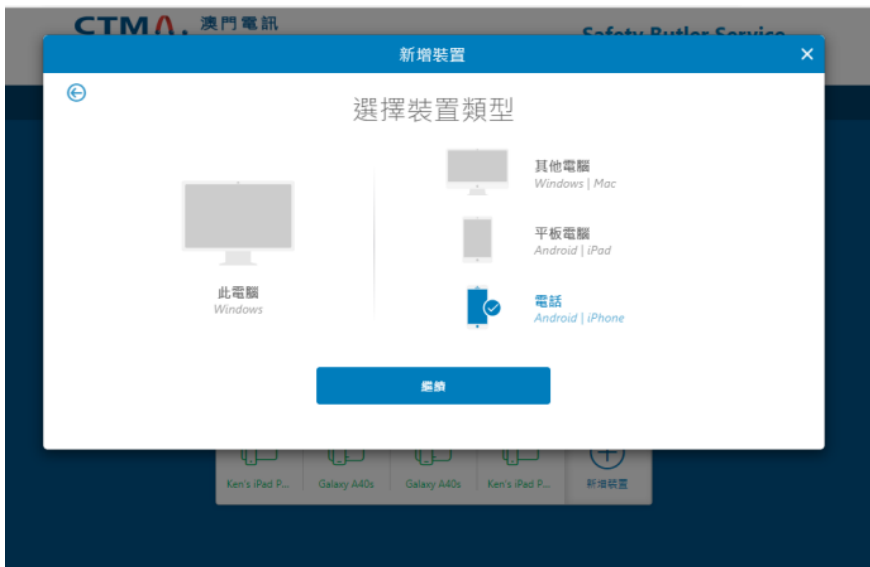 CTM 澳門電訊
Safety Butler Service
新增裝置
選擇裝置類型
此電腦
Windows
其他電腦
Windows | Mac
平板電腦
Android | iPad
電話
Android | iPhone
繼續
Ken's iPad P...
Galaxy A40s
Galaxy A40s
Ken's iPad P...
新增裝置